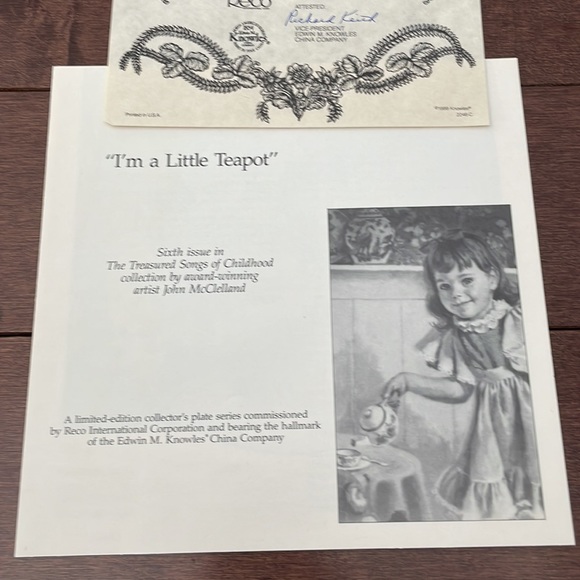 Reco
ATTESTED:
Richard Kerch
VICE-PRESIDENT
EDWIN M. KNOWLES
CHINA COMPANY
Knowles
Printed in U.S.A.
"I'm a Little Teapot"
Sixth issue in
The Treasured Songs of Childhood
collection by award-winning
artist John McClelland
A limited-edition collector's plate series commissioned
by Reco International Corporation and bearing the hallmark
of the Edwin M. Knowles® China Company